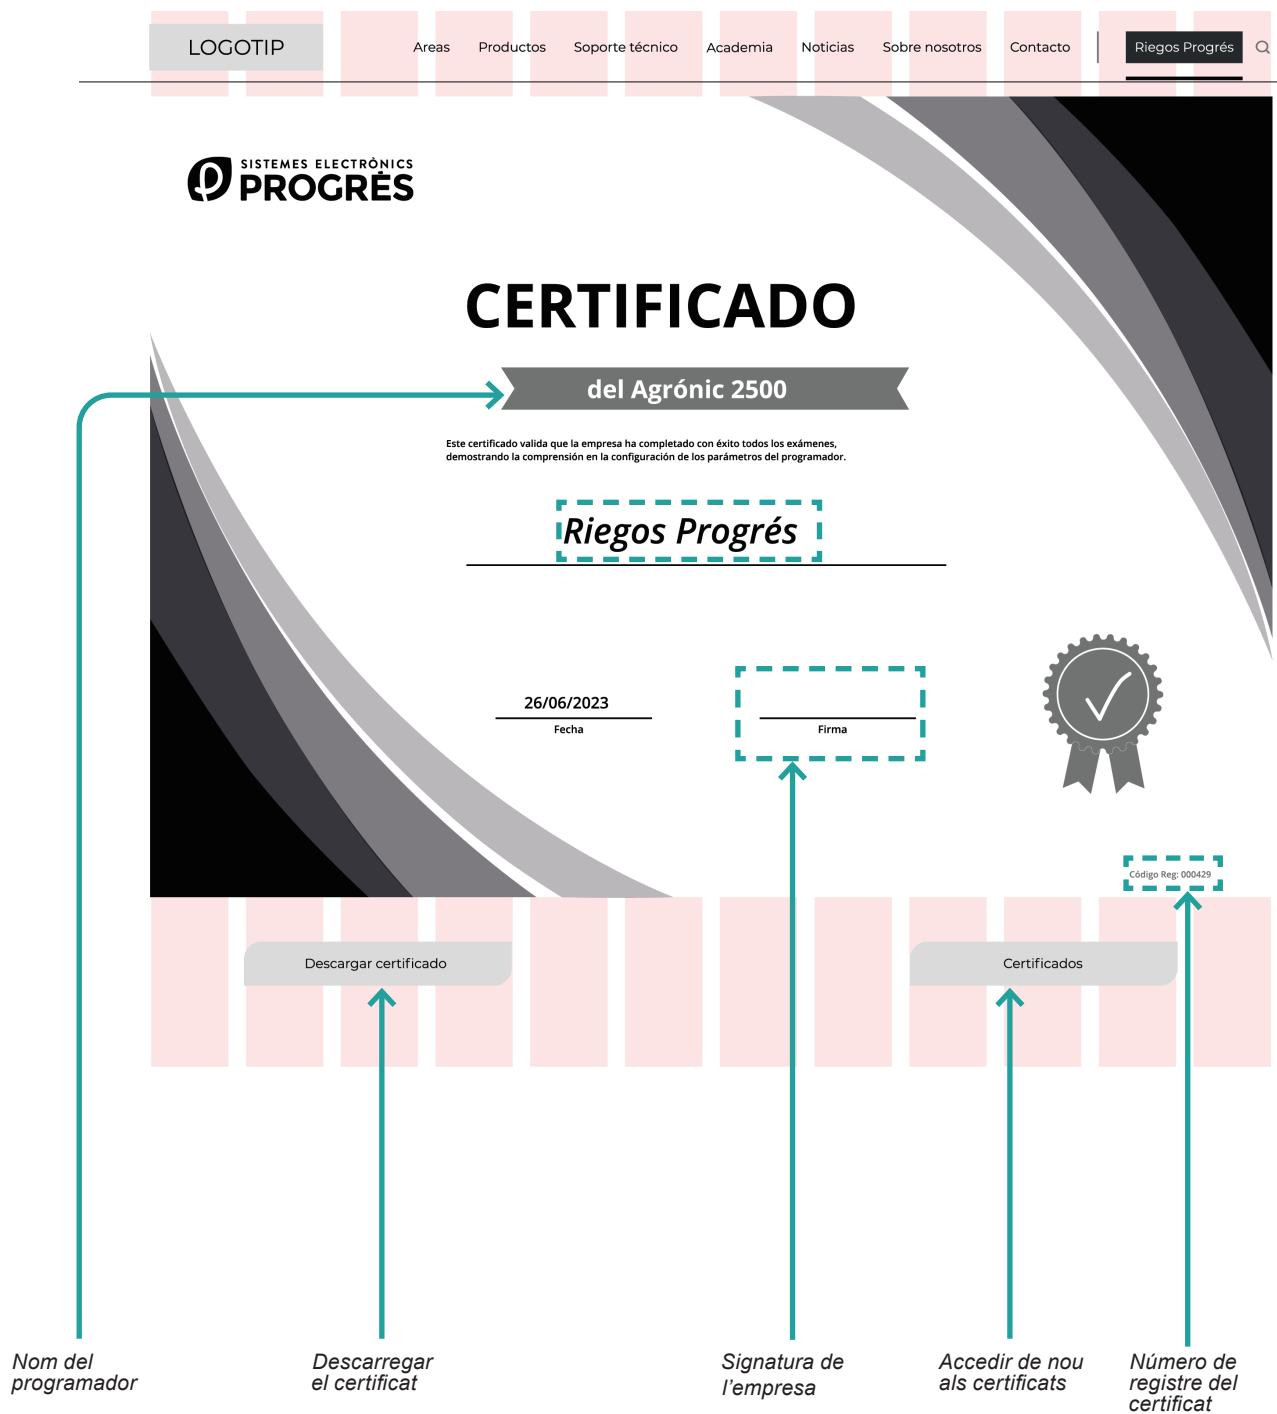 LOGOTIP
Areas Productos Soporte técnico Academia Noticias Sobre nosotros Contacto Riegos Progrés
SISTEMES ELECTRÒNICS
PROGRÉS
CERTIFICADO
del Agrónic 2500
Este certificado valida que la empresa ha completado con éxito todos los exámenes,
demostrando la comprensión en la configuración de los parámetros del programador.
Riegos Progrés
26/06/2023
Fecha
Firma
Código Reg: 000429
Descargar certificado
Certificados
Nom del
programador
Descarregar
el certificat
Signatura de
l’empresa
Accedir de nou
als certificats
Número de
registre del
certificat